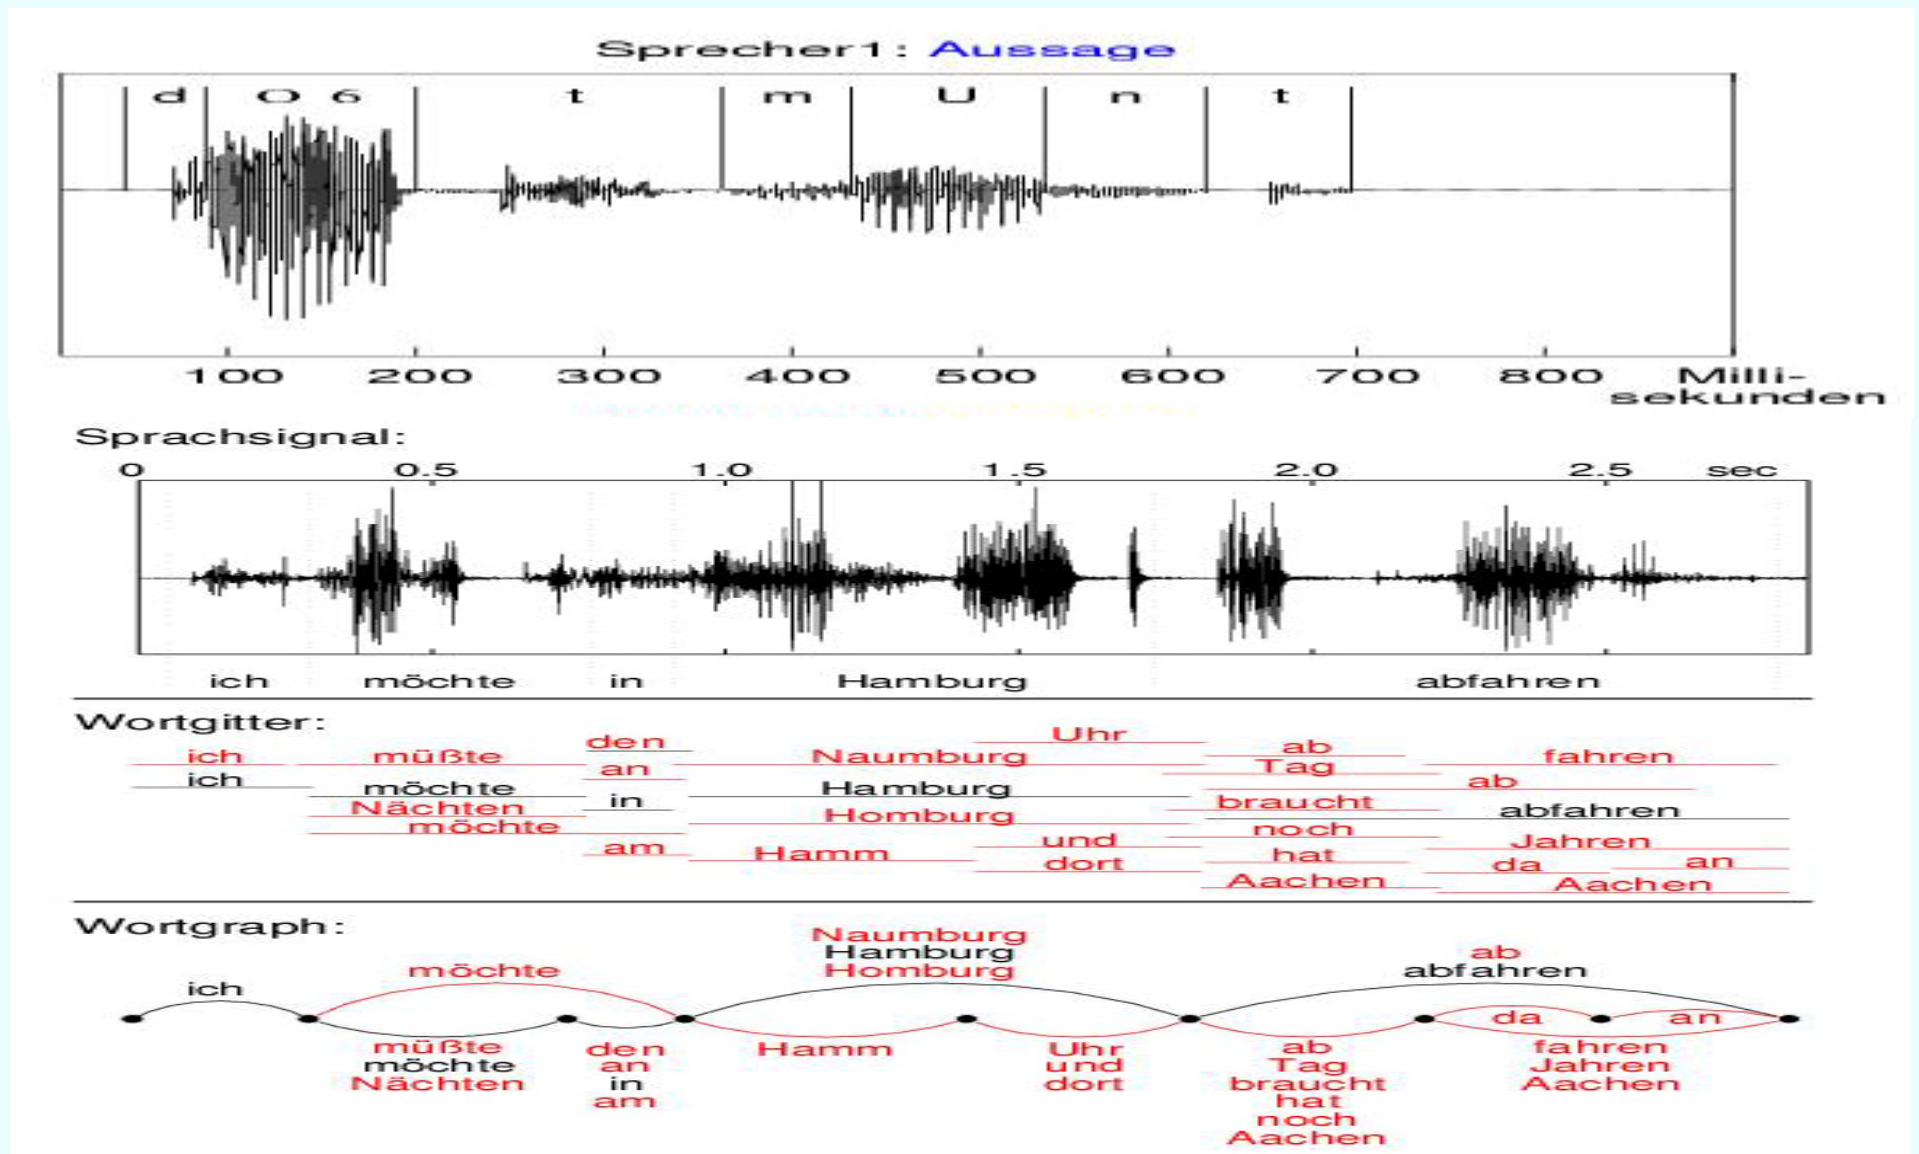 Sprecher1: Aussage
d O 6 t m U n t
100 200 300 400 500 600 700 800 Milli-
sekunden
Sprachsignal:
0 0.5 1.0 1.5 2.0 2.5 sec
ich möchte in Hamburg abfahren
Wortgitter:
Uhr
den ab
ich müßte Naumburg fahren
an Tag
ich möchte Hamburg ab
in braucht
Nächten Homburg abfahren
möchte noch
und Jahren
am Hamm hat
dort da an
Aachen Aachen
Wortgraph:
Naumburg
Hamburg ab
möchte Homburg abfahren
ich
da an
müßte den Hamm Uhr ab fahren
möchte an und Tag Jahren
Nächten in dort braucht Aachen
am hat
noch
Aachen